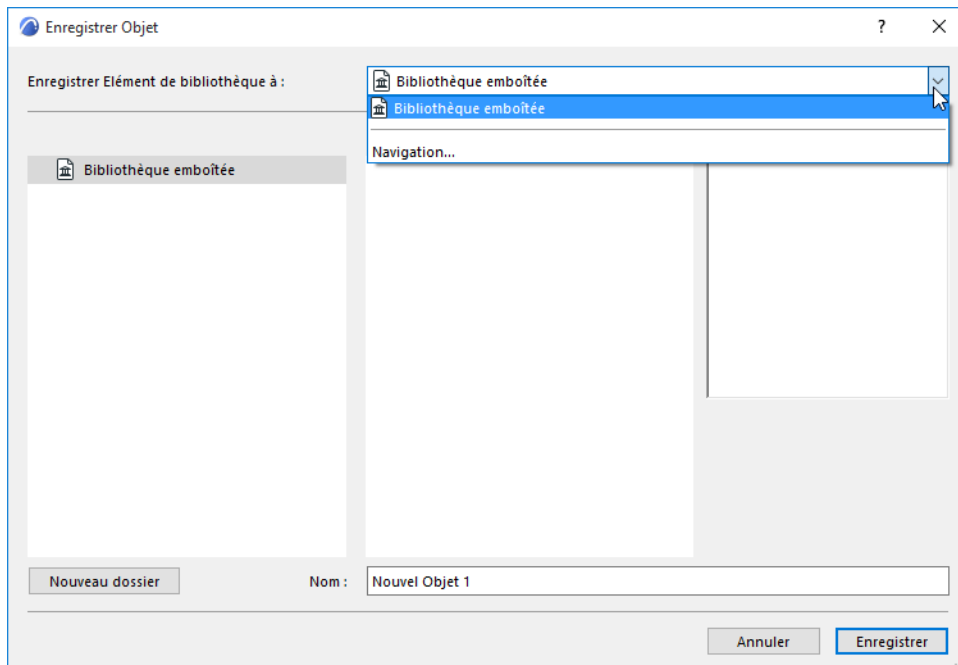 Enregistrer Objet
?
Enregistrer Elément de bibliothèque à :
Bibliothèque emboîtée
Bibliothèque emboîtée
Navigation...
Bibliothèque emboîtée
Nouveau dossier
Nom :
Nouvel Objet 1
Annuler
Enregistrer